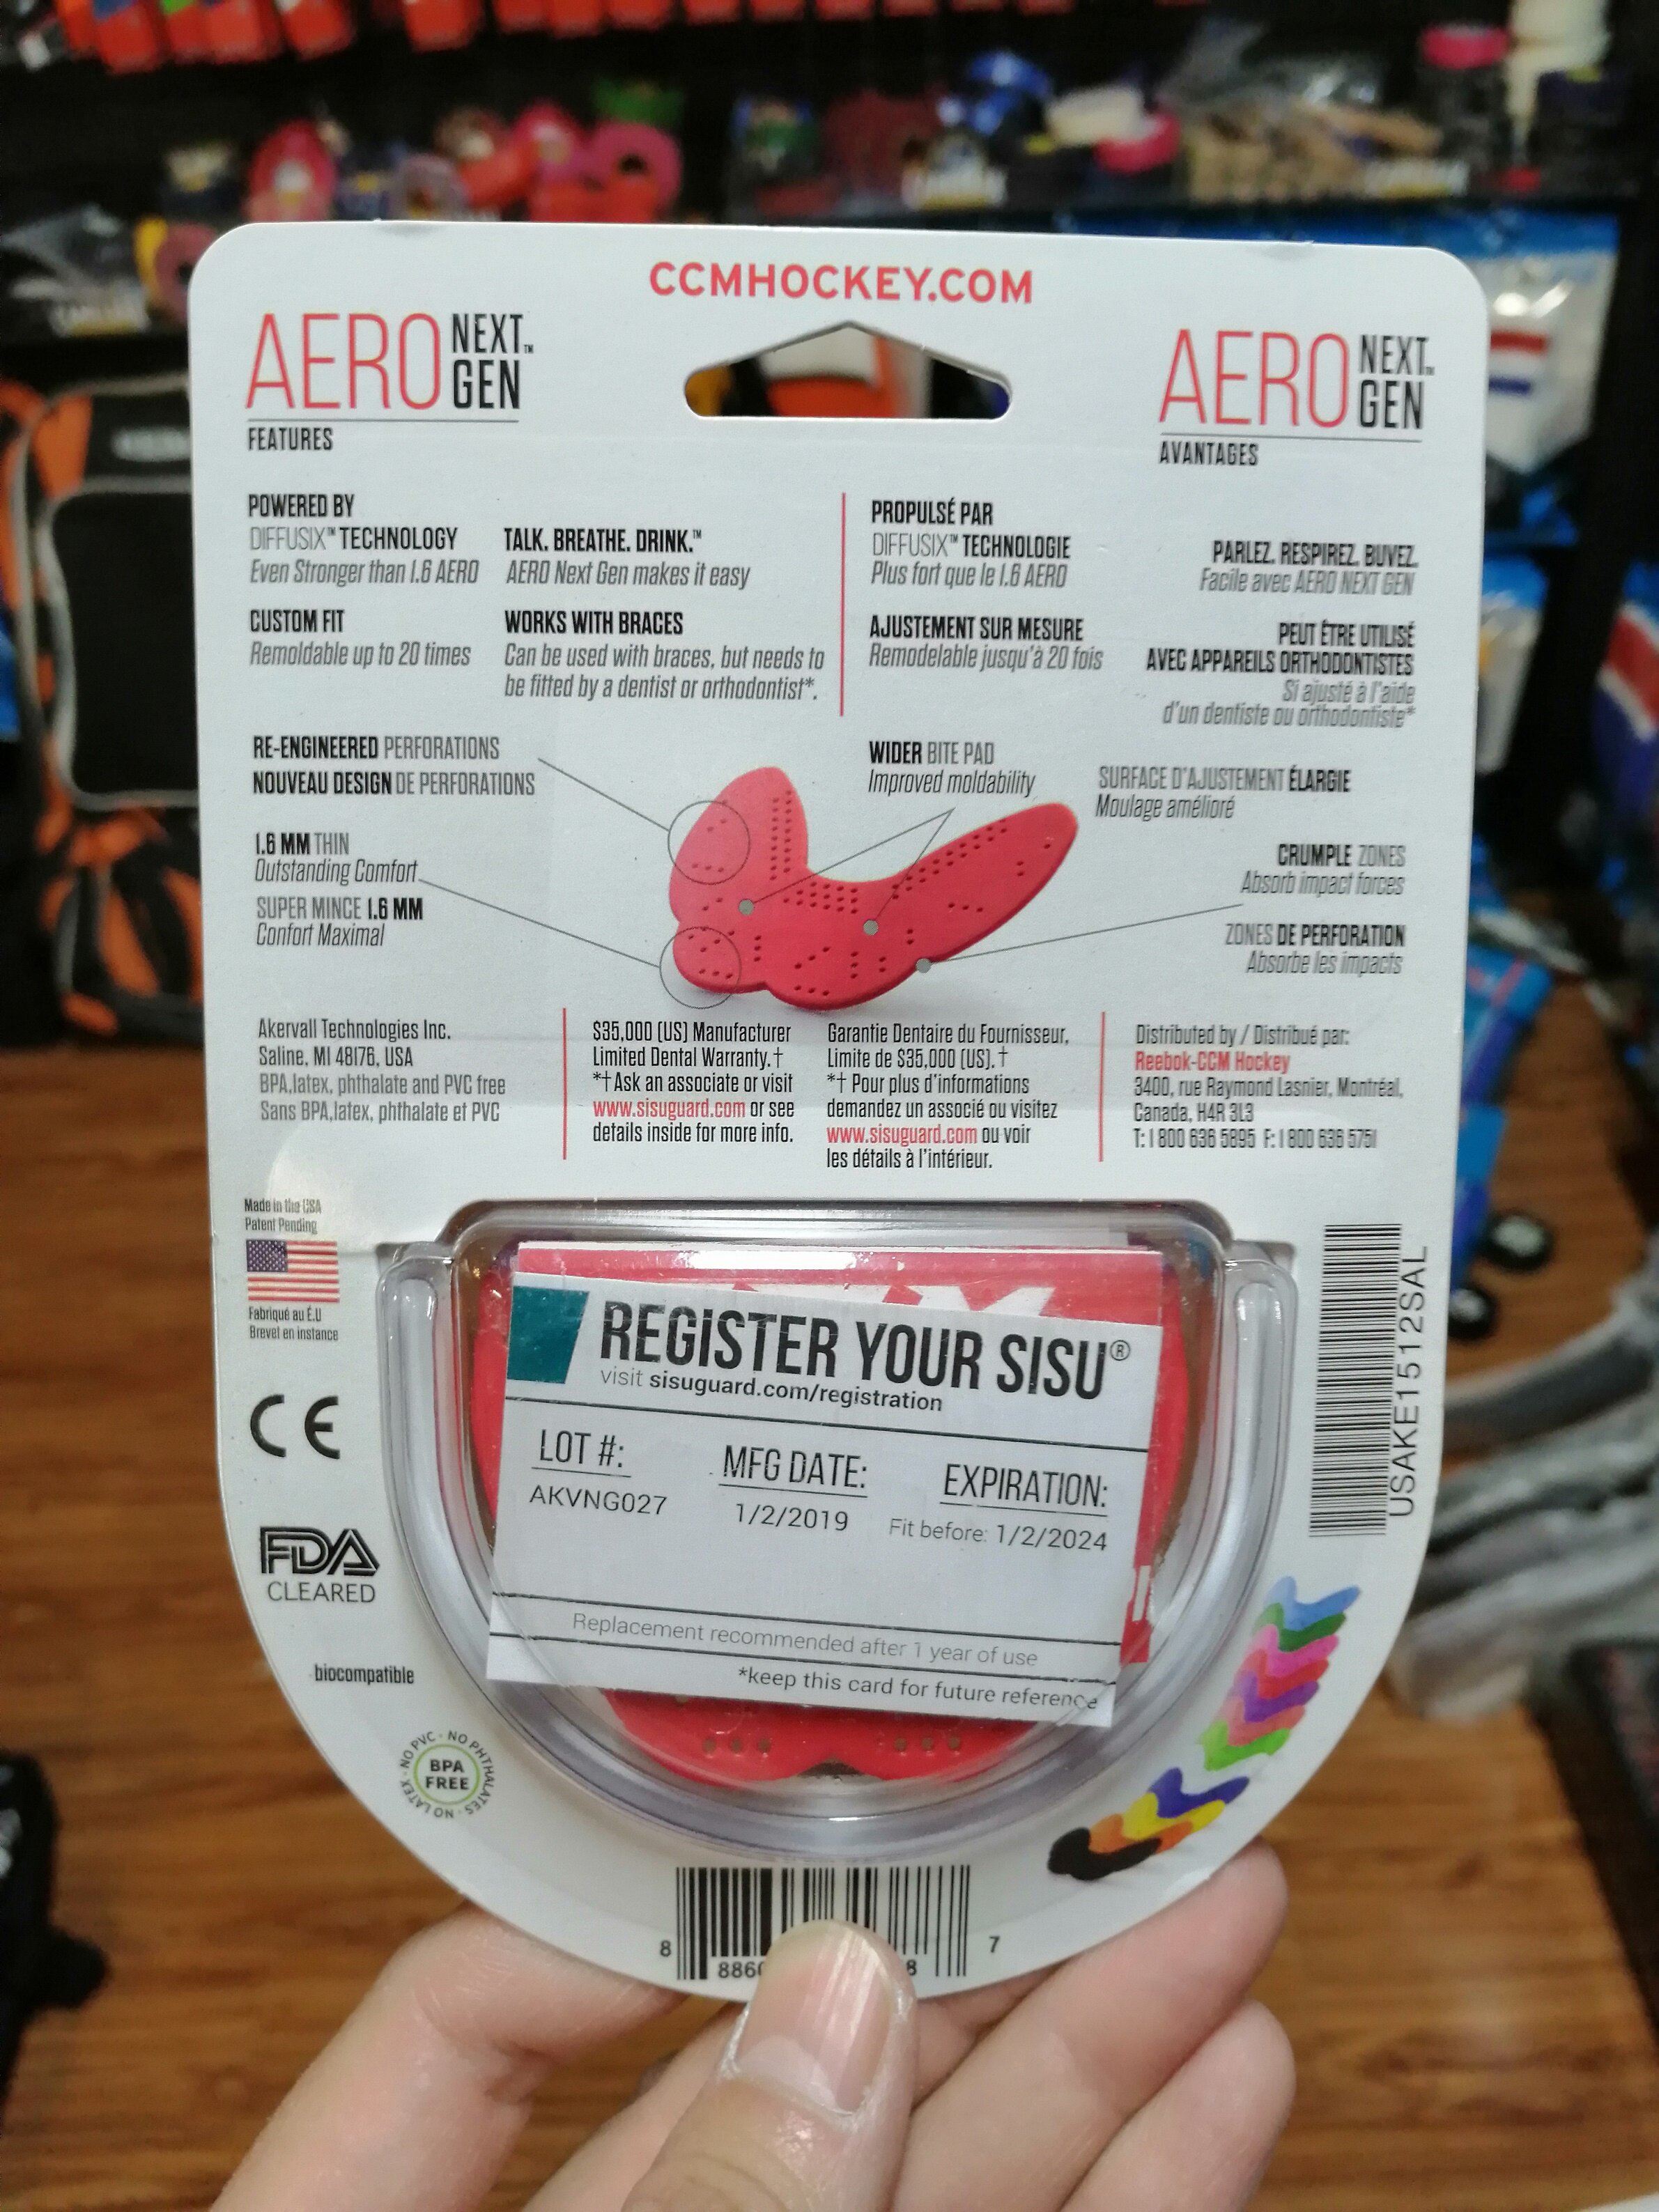 CCMHOCKEY.COM
AERO NEXT GEN™
FEATURES
AERO NEXT GEN™
AVANTAGES
POWERED BY
DIFFUSIX™ TECHNOLOGY
Even Stronger than 1.6 AERO
TALK. BREATHE. DRINK.™
AERO Next Gen makes it easy
CUSTOM FIT
Remoldable up to 20 times
WORKS WITH BRACES
Can be used with braces, but needs to
be fitted by a dentist or orthodontist*.
PROPULSÉ PAR
DIFFUSIX™ TECHNOLOGIE
Plus fort que le 1.6 AERO
PARLEZ. RESPIREZ. BUVEZ.
Facile avec AERO NEXT GEN
AJUSTEMENT SUR MESURE
Remodelable jusqu'à 20 fois
PEUT ÊTRE UTILISÉ
AVEC APPAREILS ORTHODONTISTES
Si ajusté à l'aide
d'un dentiste ou orthodontiste*
RE-ENGINEERED PERFORATIONS
NOUVEAU DESIGN DE PERFORATIONS
1.6 MM THIN
Outstanding Comfort
SUPER MINCE 1.6 MM
Confort Maximal
WIDER BITE PAD
Improved moldability
SURFACE D'AJUSTEMENT ÉLARGIE
Moulage amélioré
CRUMPLE ZONES
Absorb impact forces
ZONES DE PERFORATION
Absorbe les impacts
Akervall Technologies Inc.
Saline, MI 48176, USA
BPA,latex, phthalate and PVC free
Sans BPA,latex, phthalate et PVC
$35,000 (US) Manufacturer
Limited Dental Warranty.†
*†Ask an associate or visit
www.sisuguard.com or see
details inside for more info.
Garantie Dentaire du Fournisseur,
Limite de $35,000 (US). †
*† Pour plus d'informations
demandez un associé ou visitez
www.sisuguard.com ou voir
les détails à l'intérieur.
Distributed by / Distribué par:
Reebok-CCM Hockey
3400, rue Raymond Lasnier, Montréal,
Canada, H4R 3L3
T: 1 800 636 5895 F: 1 800 636 5751
Made in the USA
Patent Pending
Fabriqué au É.U
Brevet en instance
CE
FDA
CLEARED
biocompatible
NO LATEX · NO PVC · NO PHTHALATES ·
BPA
FREE
REGISTER YOUR SISU®
visit sisuguard.com/registration
LOT #:
AKVNG027
MFG DATE:
1/2/2019
EXPIRATION:
Fit before: 1/2/2024
Replacement recommended after 1 year of use
*keep this card for future reference
USAKE1512SAL
8
7